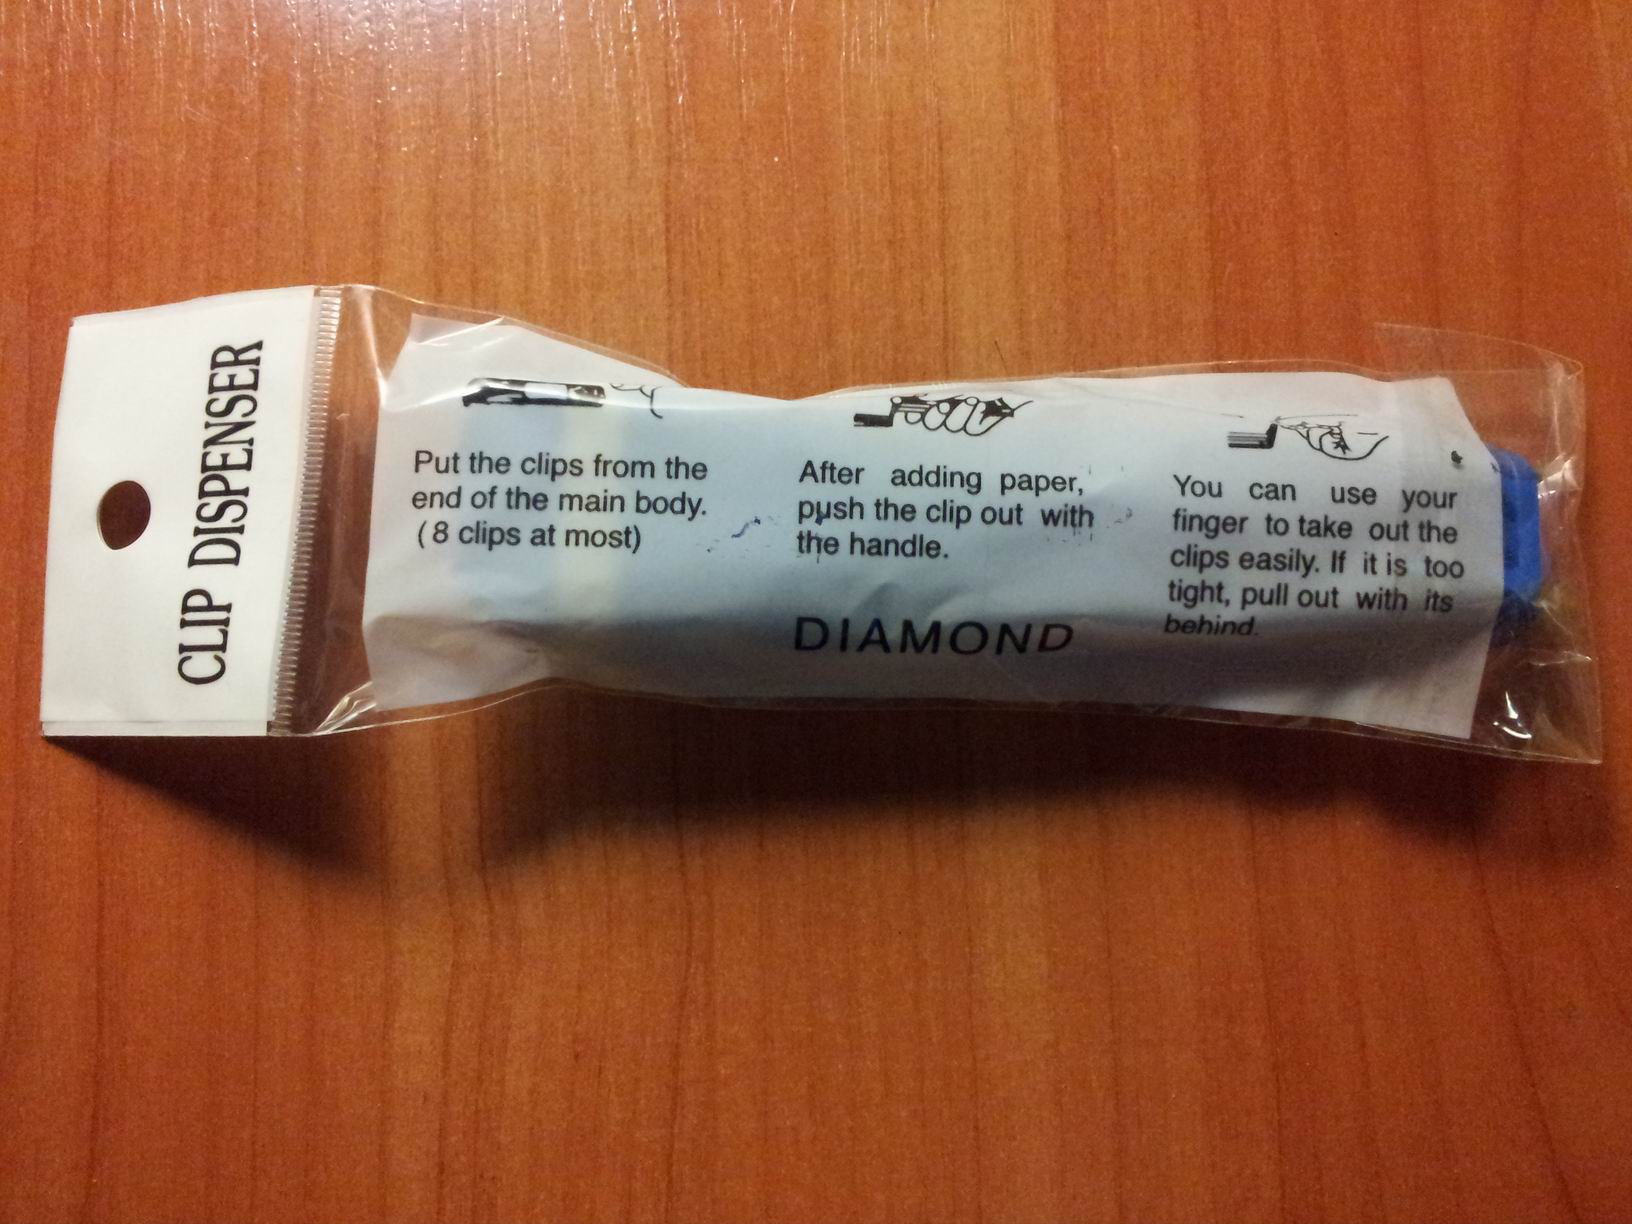 CLIP DISPENSER
Put the clips from the
end of the main body.
(8 clips at most)
After adding paper,
push the clip out with
the handle.
You can use your
finger to take out the
clips easily. If it is too
tight, pull out with its
behind.
DIAMOND